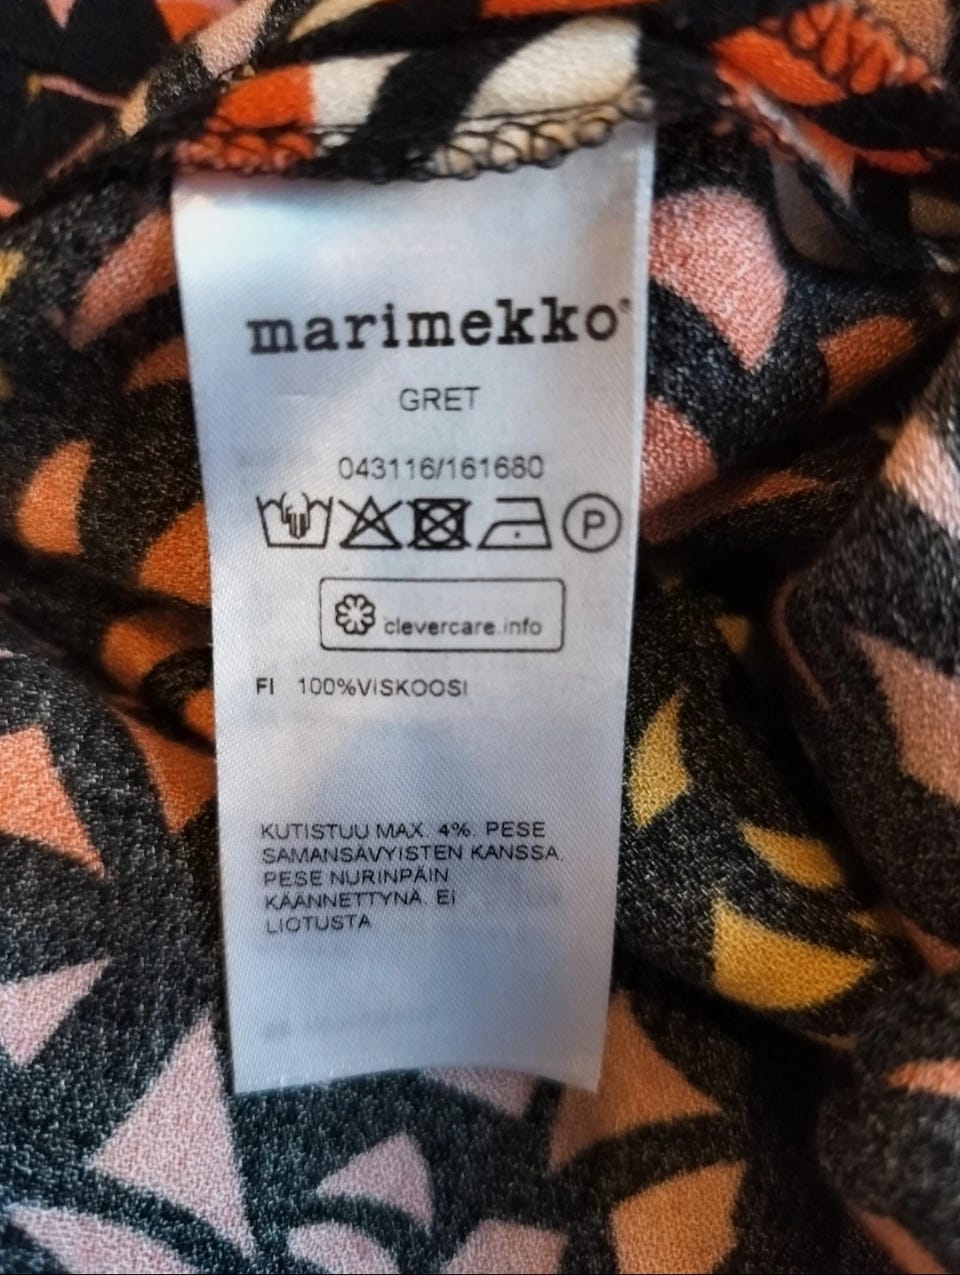 marimekko®
GRET
043116/161680
P
clevercare.info
FI 100%VISKOOSI
KUTISTUU MAX. 4%. PESE
SAMANSÄVYISTEN KANSSA.
PESE NURINPÄIN
KÄÄNNETTYNÄ. EI
LIOTUSTA